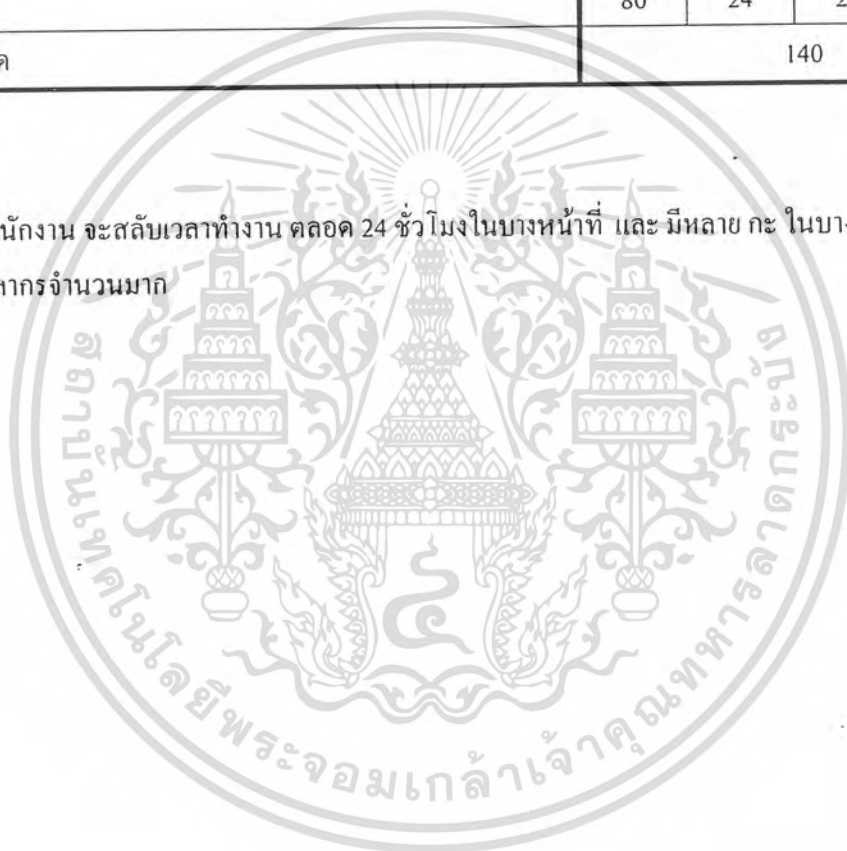 80 24
140
นักงาน จะสลับเวลาทำงาน ตลอด 24 ชั่วโมงในบางหน้าที่ และ มีหลาย กะ ในบาง
ลากรจำนวนมาก
สถาบันเทคโนโลยีพระจอมเกล้าเจ้าคุณทหารลาดกระบัง